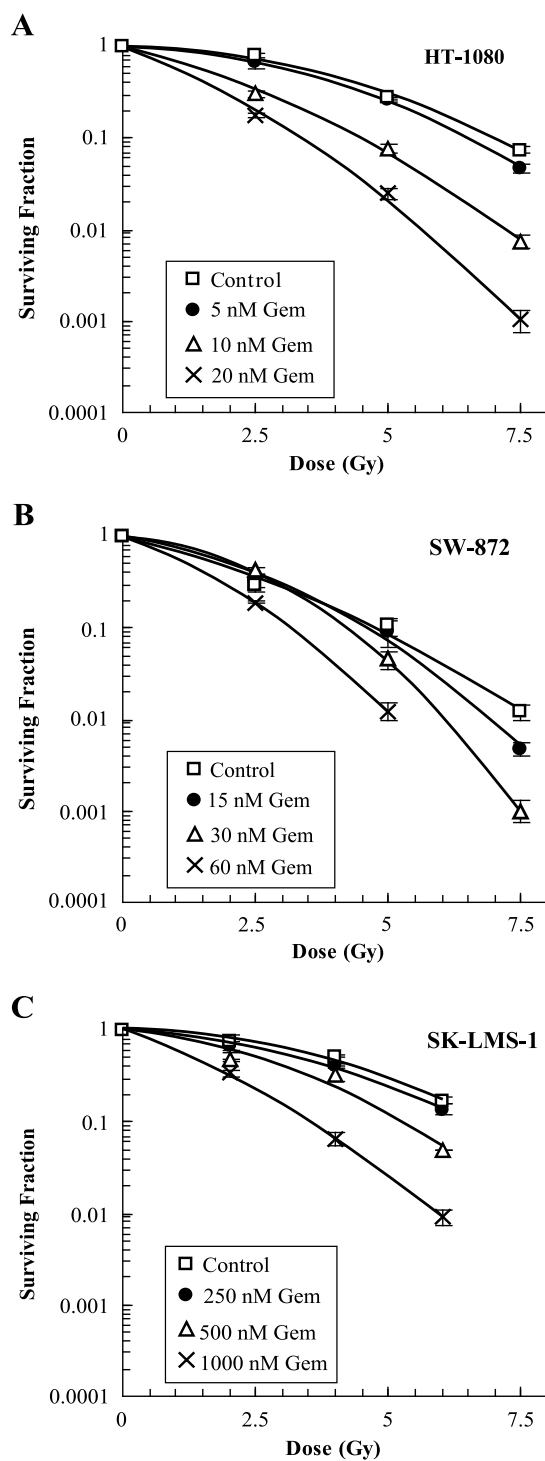 A
HT-1080
1
0.1
0.01
0.001
0.0001
Surviving Fraction
Control
5 nM Gem
10 nM Gem
20 nM Gem
0 2.5 5 7.5
Dose (Gy)
B
SW-872
1
0.1
0.01
0.001
0.0001
Surviving Fraction
Control
15 nM Gem
30 nM Gem
60 nM Gem
0 2.5 5 7.5
Dose (Gy)
C
SK-LMS-1
1
0.1
0.01
0.001
0.0001
Surviving Fraction
Control
250 nM Gem
500 nM Gem
1000 nM Gem
0 2.5 5 7.5
Dose (Gy)